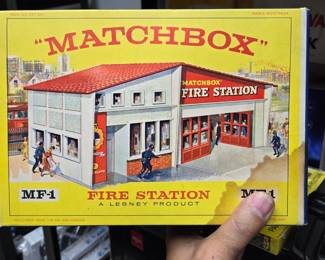 "MATCHBOX"
MATCHBOX
FIRE STATION
MF-1
FIRE STATION
MF-1
A LESNEY PRODUCT